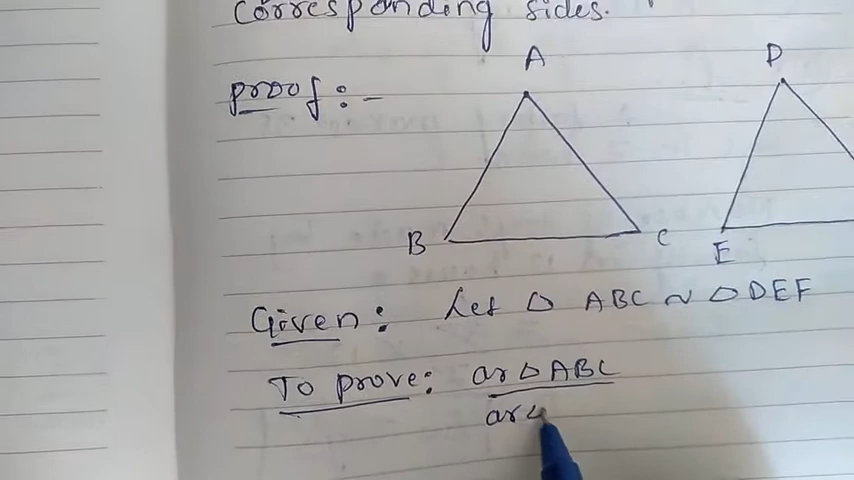 corresponding sides.
proof:-
A
D
B
C
E
Given: Let △ ABC ~ △DEF
To prove: ar△ABC
ar